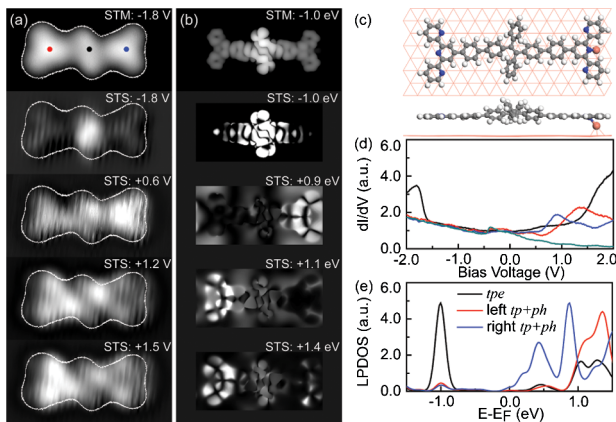 (a) STM: -1.8 V
STS: -1.8 V
STS: +0.6 V
STS: +1.2 V
STS: +1.5 V
(b) STM: -1.0 eV
STS: -1.0 eV
STS: +0.9 eV
STS: +1.1 eV
STS: +1.4 eV
(c)
(d)
dI/dV (a.u.)
6.0
4.0
2.0
0.0
-2.0 -1.0 0.0 1.0 2.0
Bias Voltage (V)
(e)
LPDOS (a.u.)
6.0
4.0
2.0
0.0
tpe
left tp+ph
right tp+ph
-1.0 0.0 1.0
E-EF (eV)